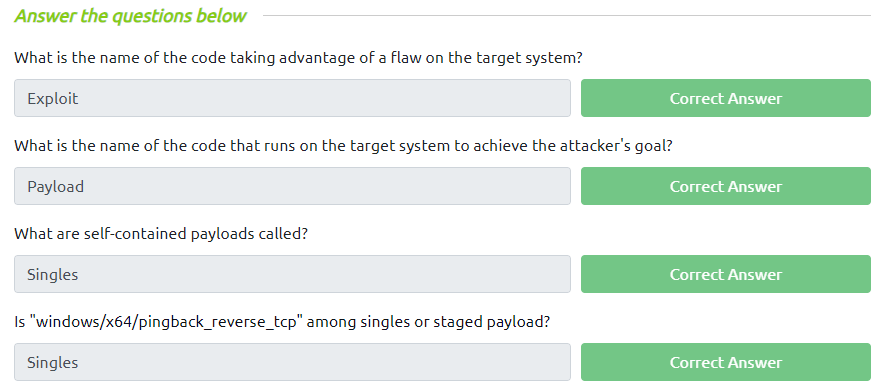 Answer the questions below
What is the name of the code taking advantage of a flaw on the target system?
Exploit Correct Answer
What is the name of the code that runs on the target system to achieve the attacker's goal?
Payload Correct Answer
What are self-contained payloads called?
Singles Correct Answer
Is "windows/x64/pingback_reverse_tcp" among singles or staged payload?
Singles Correct Answer